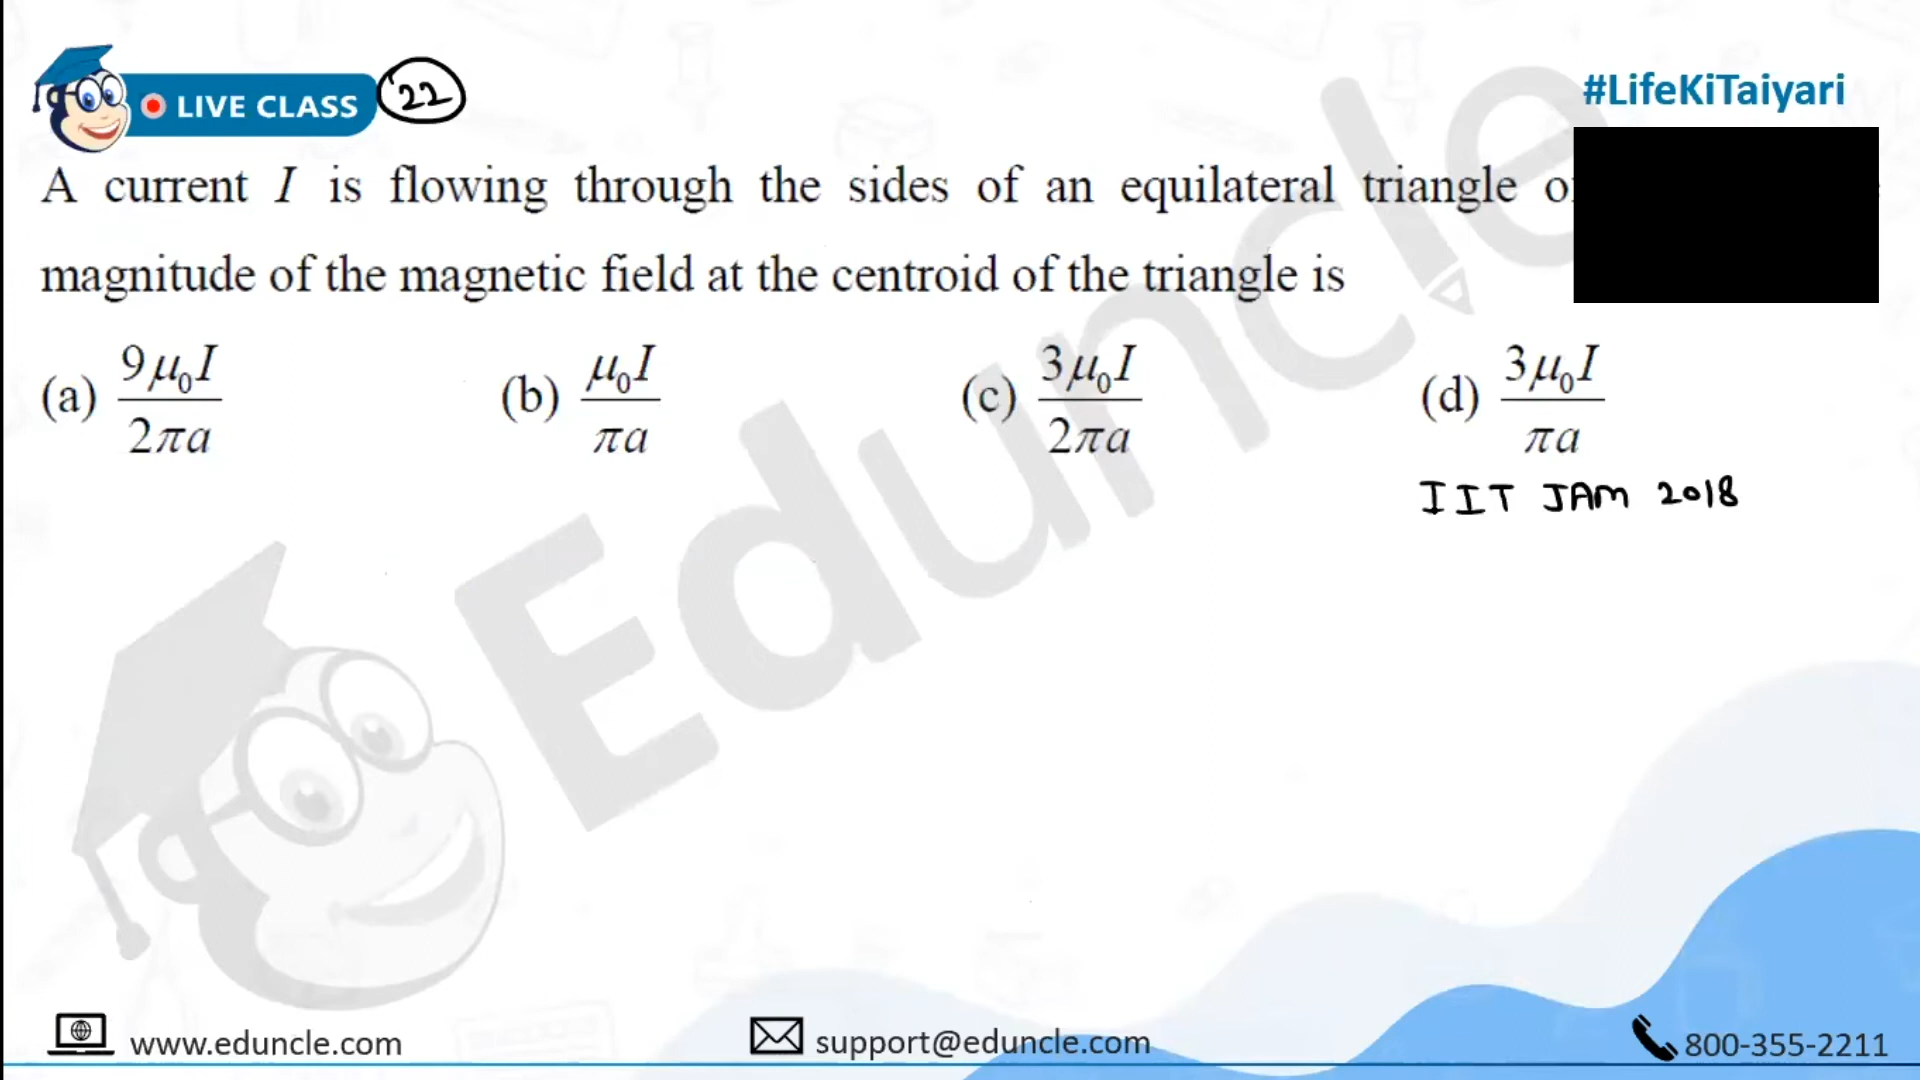 LIVE CLASS 22
#LifeKiTaiyari
A current I is flowing through the sides of an equilateral triangle
magnitude of the magnetic field at the centroid of the triangle is
(a) 9μ₀I/2πa (b) μ₀I/πa (c) 3μ₀I/2πa (d) 3μ₀I/πa
IIT JAM 2018
Eduncle
www.eduncle.com support@eduncle.com 800-355-2211